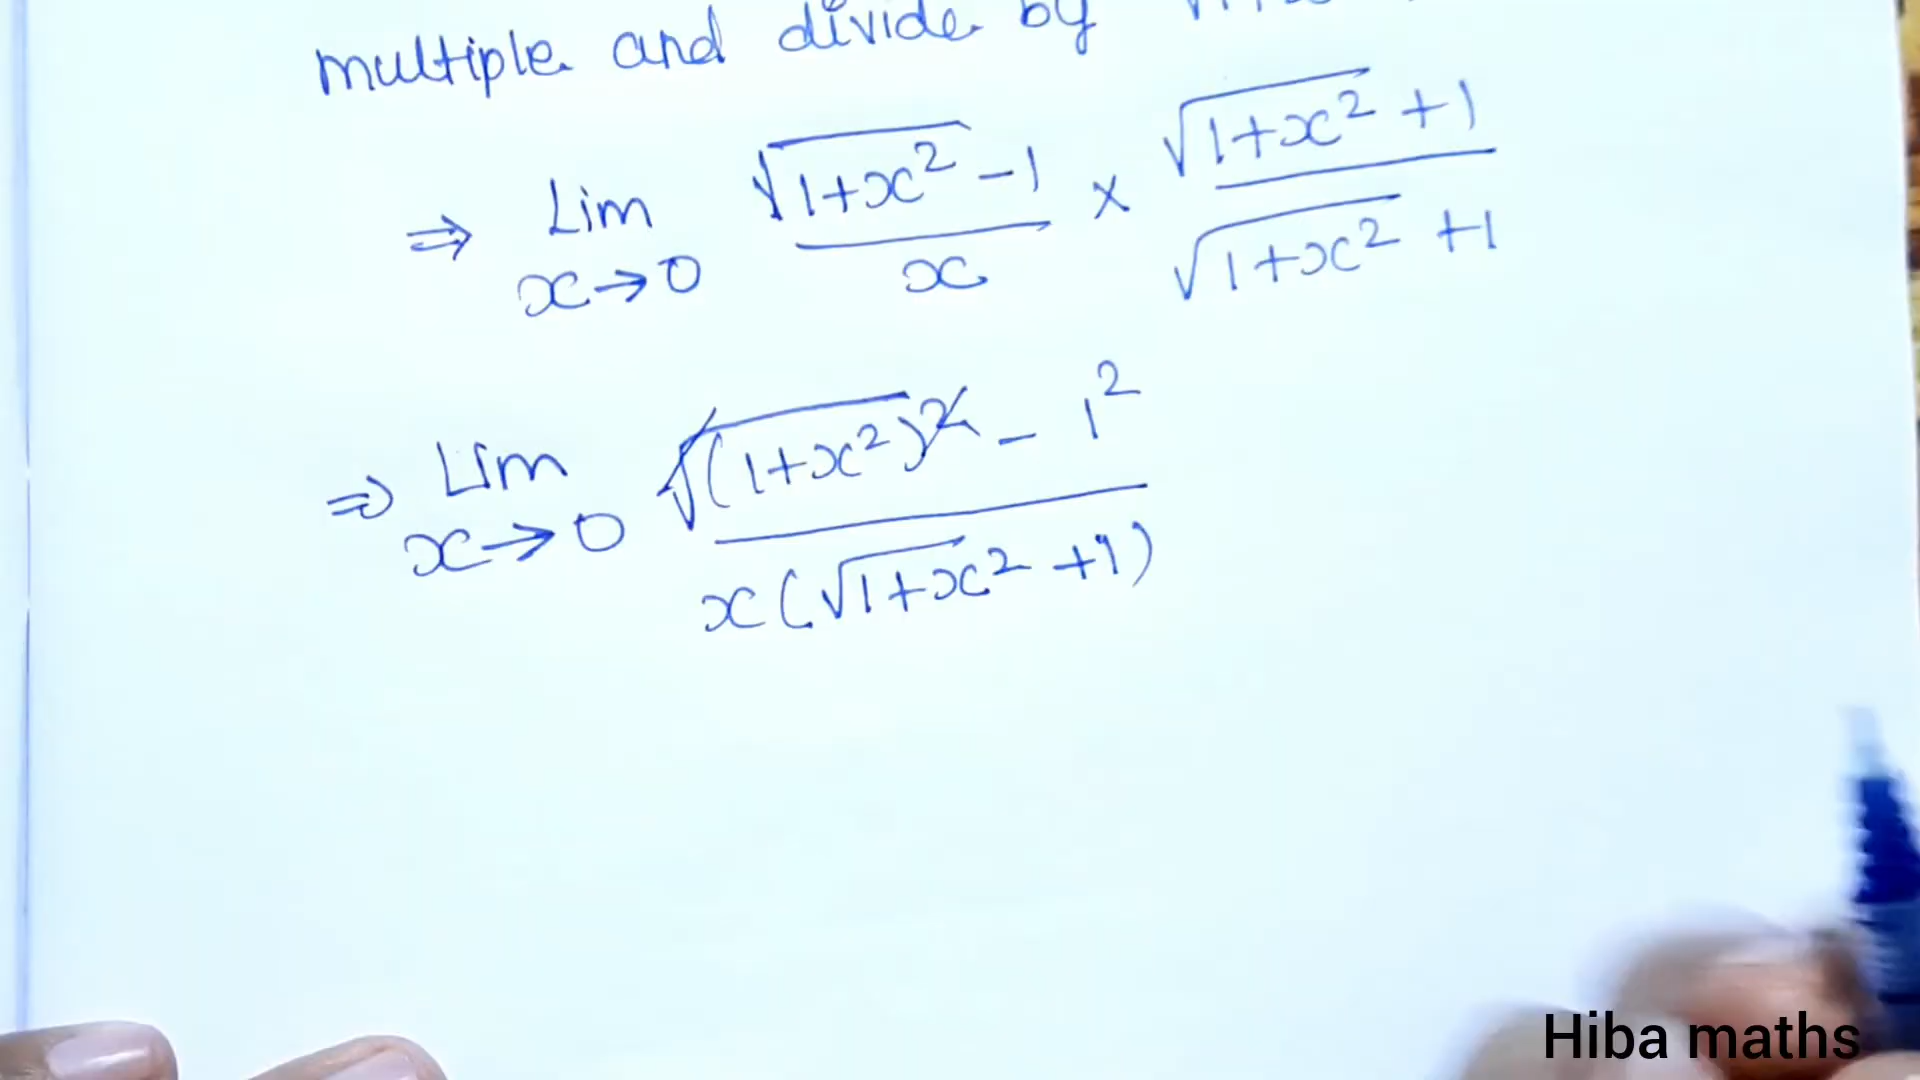 multiple and divide by
⇒ Lim x→0 (√(1+x²) - 1)/x × (√(1+x²) + 1)/(√(1+x²) + 1)
⇒ Lim x→0 (√(1+x²)² - 1²)/(x(√1+x² + 1))
Hiba maths